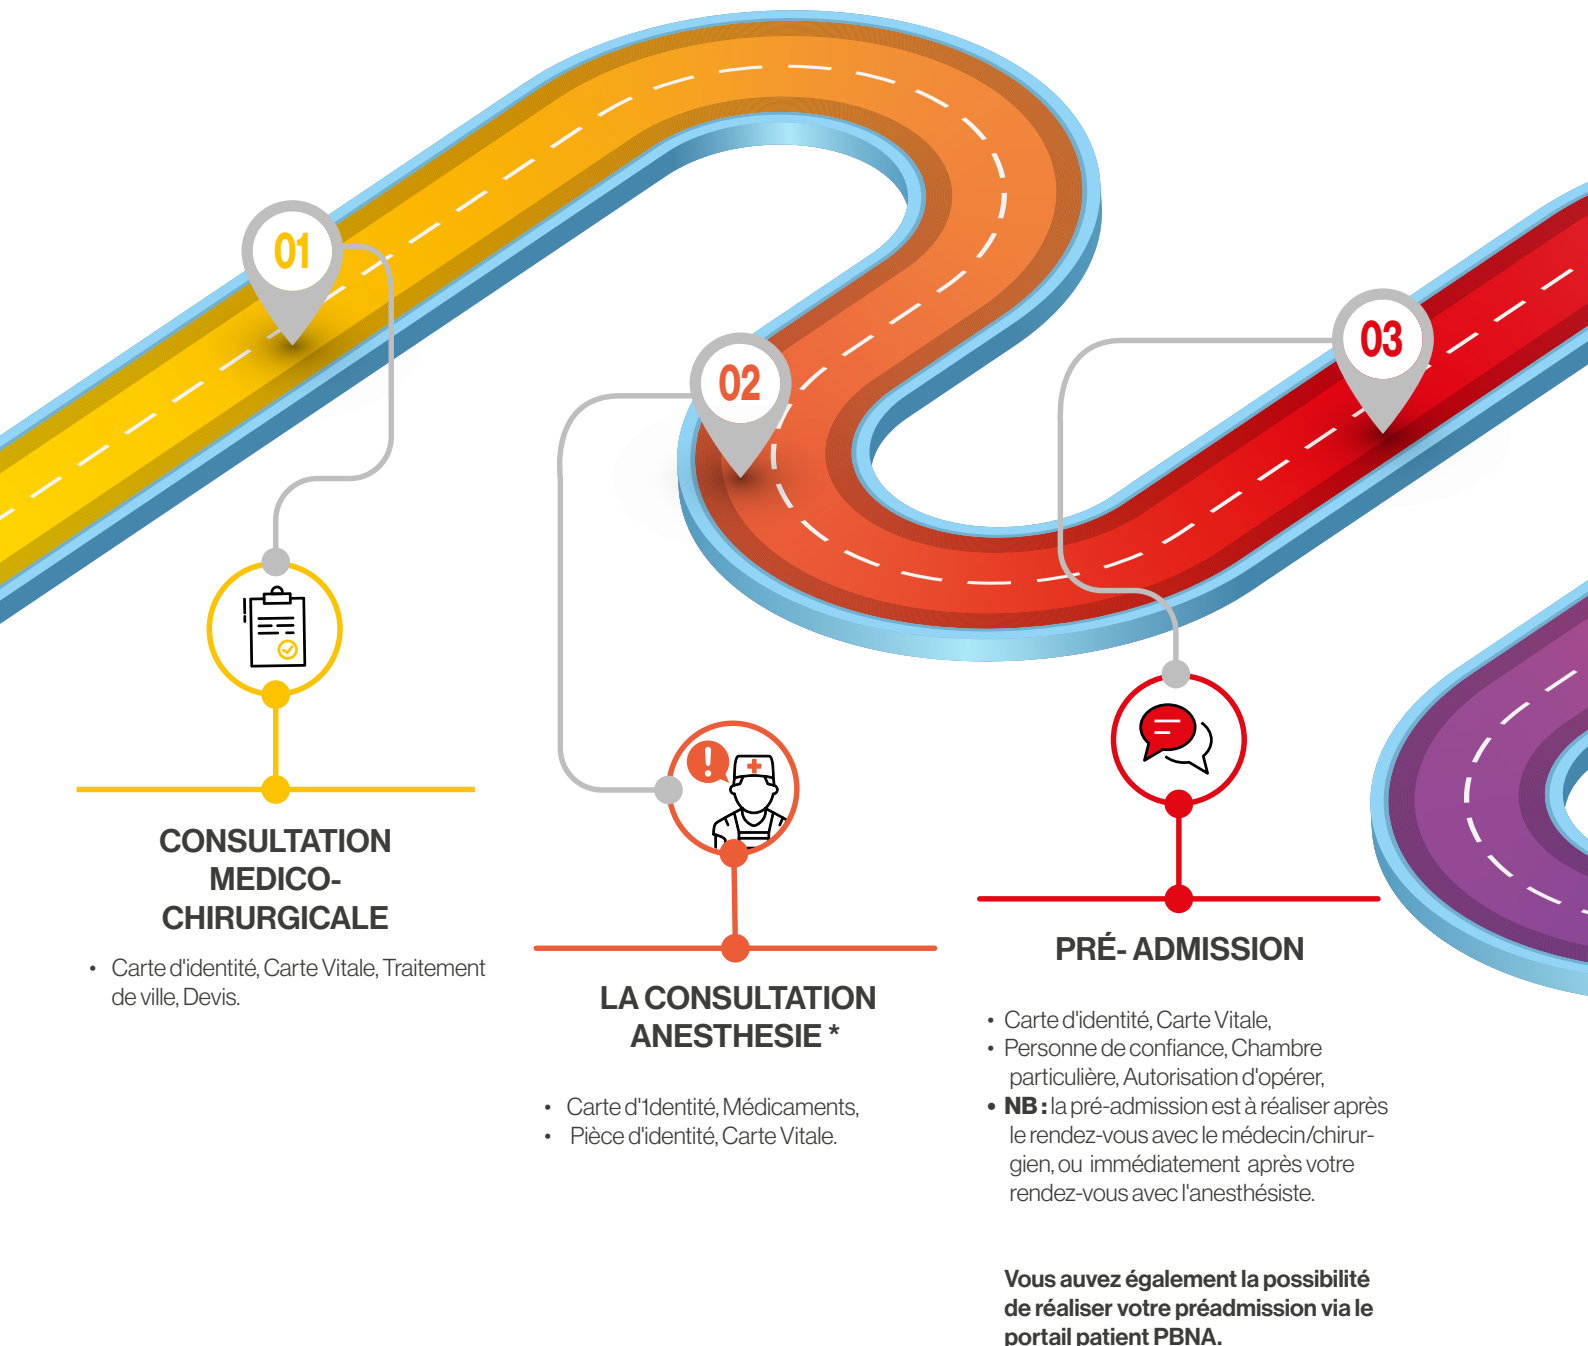 01
CONSULTATION
MEDICO-
CHIRURGICALE
• Carte d'identité, Carte Vitale, Traitement
de ville, Devis.
02
LA CONSULTATION
ANESTHESIE *
• Carte d'1dentité, Médicaments,
• Pièce d'identité, Carte Vitale.
03
PRÉ- ADMISSION
• Carte d'identité, Carte Vitale,
• Personne de confiance, Chambre
particulière, Autorisation d'opérer,
• NB : la pré-admission est à réaliser après
le rendez-vous avec le médecin/chirur-
gien, ou immédiatement après votre
rendez-vous avec l'anesthésiste.
Vous auvez également la possibilité
de réaliser votre préadmission via le
portail patient PBNA.